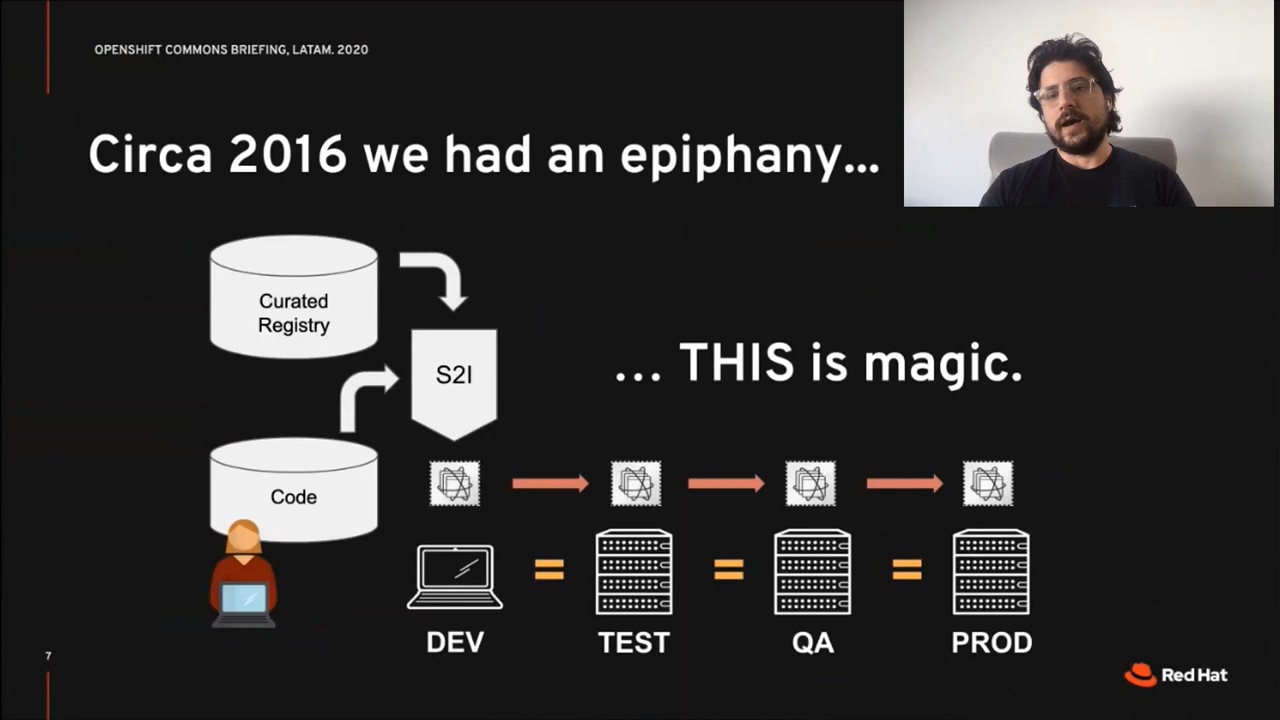 OPENSHIFT COMMONS BRIEFING, LATAM. 2020
Circa 2016 we had an epiphany...
Curated
Registry
S2I
... THIS is magic.
Code
DEV
=
TEST
=
QA
=
PROD
7
Red Hat